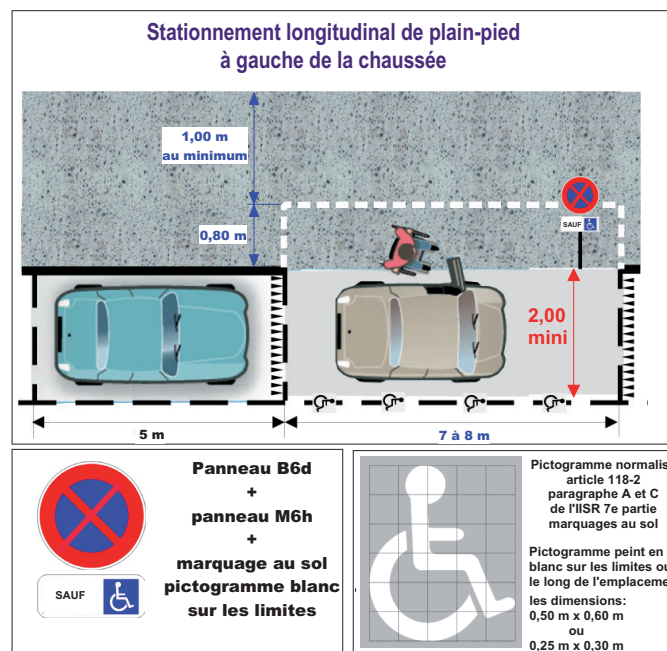 Stationnement longitudinal de plain-pied
à gauche de la chaussée
1,00 m
au minimum
0,80 m
SAUF
2,00
mini
5 m
7 à 8 m
Panneau B6d
+
panneau M6h
+
marquage au sol
pictogramme blanc
sur les limites
SAUF
Pictogramme normalis
article 118-2
paragraphe A et C
de l'IISR 7e partie
marquages au sol
Pictogramme peint en
blanc sur les limites ou
le long de l'emplaceme
les dimensions:
0,50 m x 0,60 m
ou
0,25 m x 0,30 m